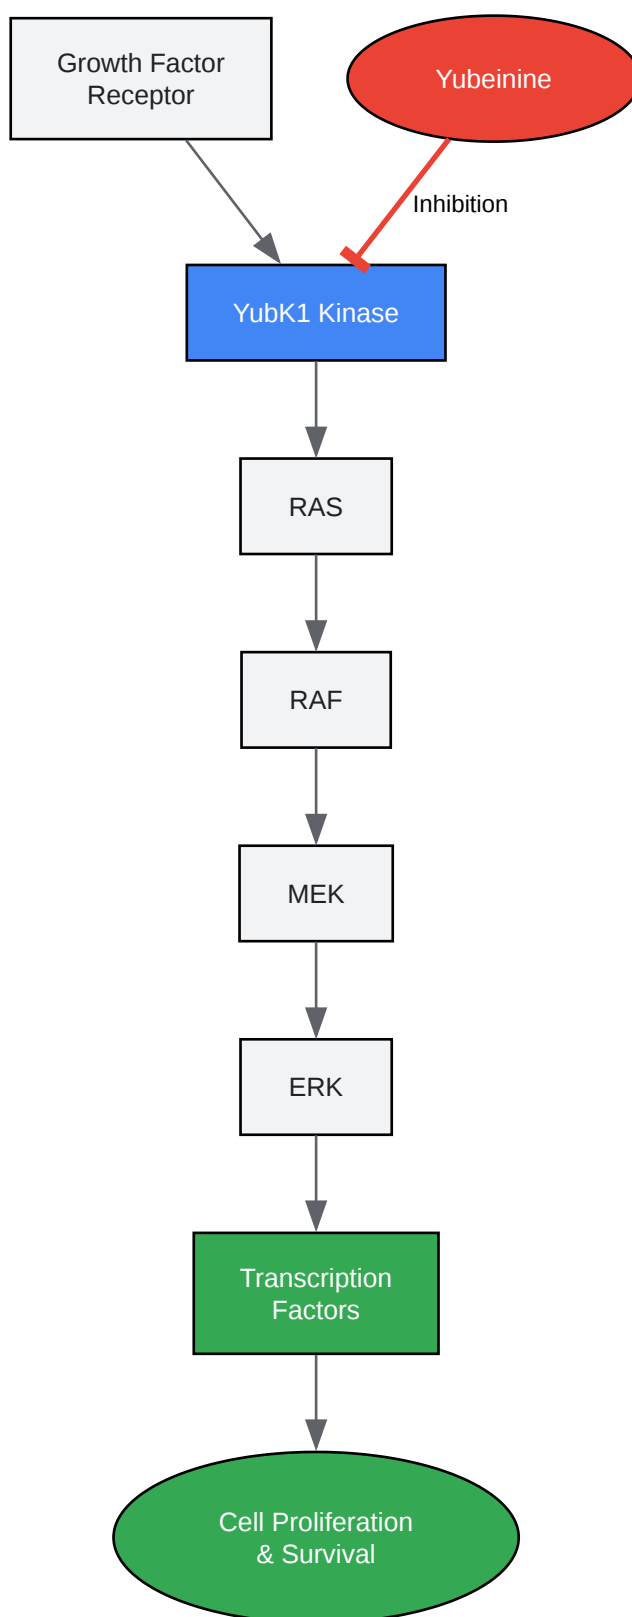 Growth Factor
Receptor
Yubeinine
Inhibition
YubK1 Kinase
RAS
RAF
MEK
ERK
Transcription
Factors
Cell Proliferation
& Survival